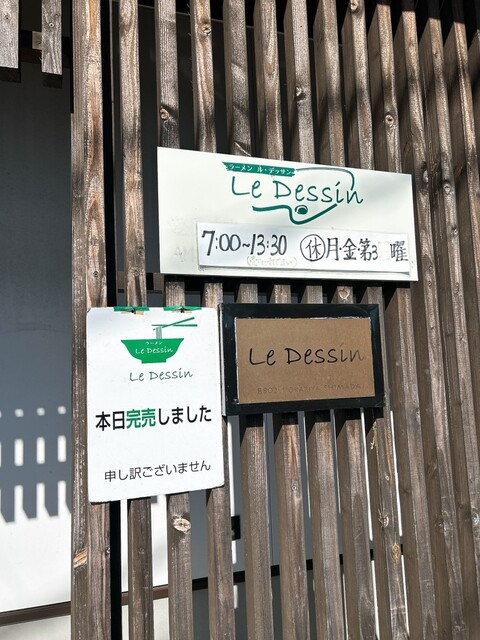 ラーメン ル・デッサン
Le Dessin
7:00~13:30 ㊡月・金第3 曜
ラーメン
Le Dessin
Le Dessin
本日完売しました
申し訳ございません
Le Dessin